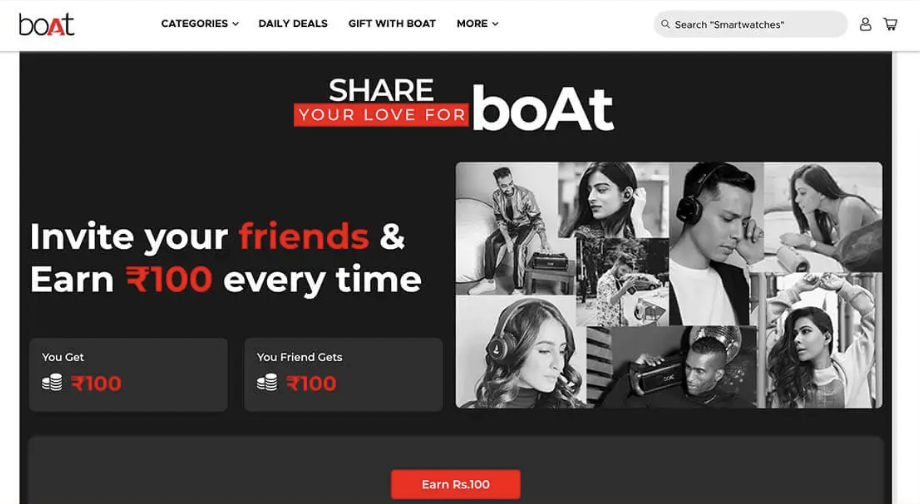 boAt
CATEGORIES
DAILY DEALS
GIFT WITH BOAT
MORE
Search "Smartwatches"
SHARE
YOUR LOVE FOR
boAt
Invite your friends &
Earn ₹100 every time
You Get
₹100
You Friend Gets
₹100
Earn Rs.100